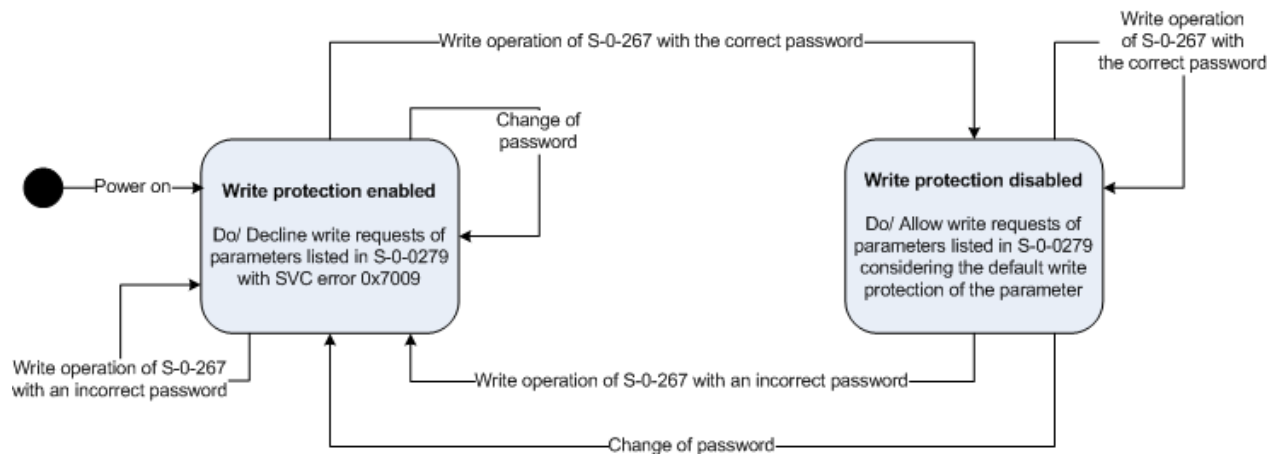 Write operation
of S-0-267 with
the correct password
Write operation of S-0-267 with the correct password
Change of
password
Power on
Write protection enabled
Do/ Decline write requests of
parameters listed in S-0-0279
with SVC error 0x7009
Write protection disabled
Do/ Allow write requests of
parameters listed in S-0-0279
considering the default write
protection of the parameter
Write operation of S-0-267
with an incorrect password
Write operation of S-0-267 with an incorrect password
Change of password